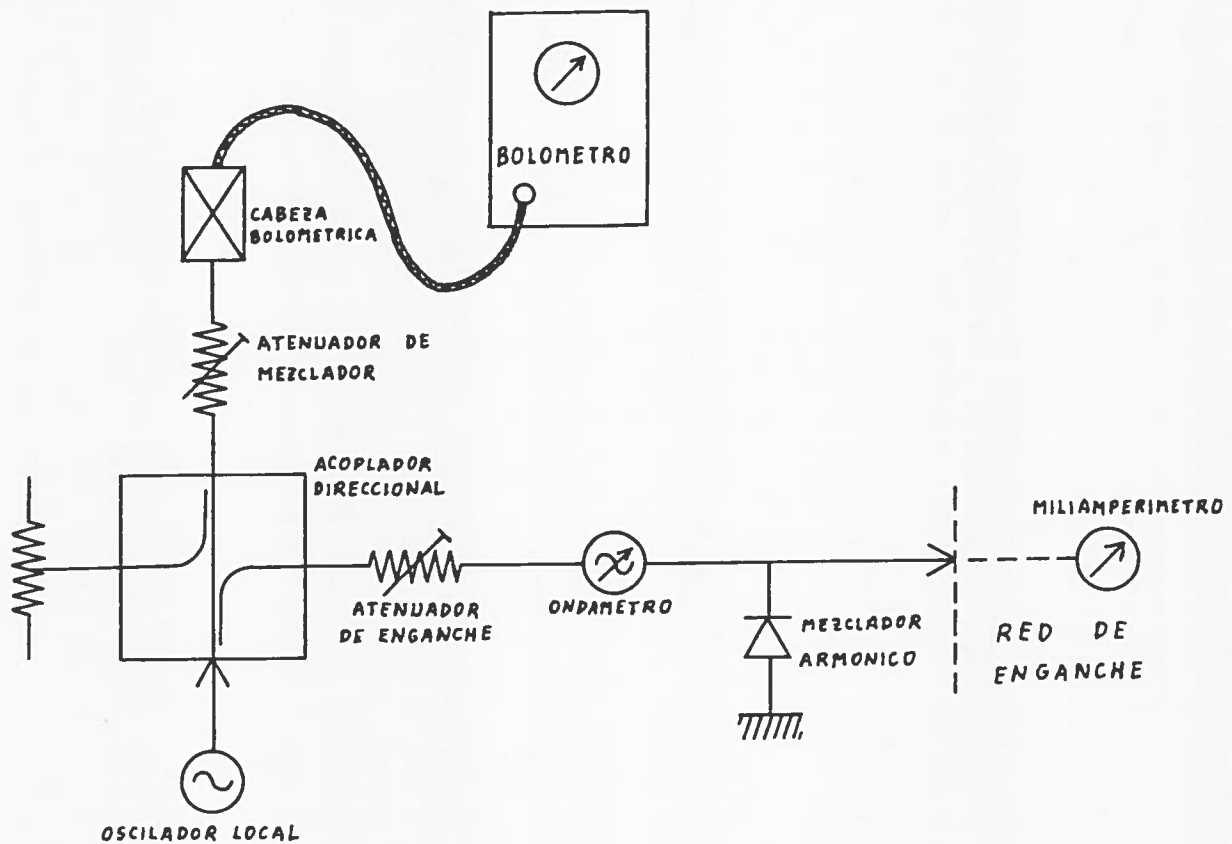 BOLOMETRO
CABEZA
BOLOMETRICA
ATENUADOR DE
MEZCLADOR
ACOPLADOR
DIRECCIONAL
MILIAMPERIMETRO
ATENUADOR
DE ENGANCHE
ONDAMETRO
MEZCLADOR
ARMONICO
RED DE
ENGANCHE
OSCILADOR LOCAL